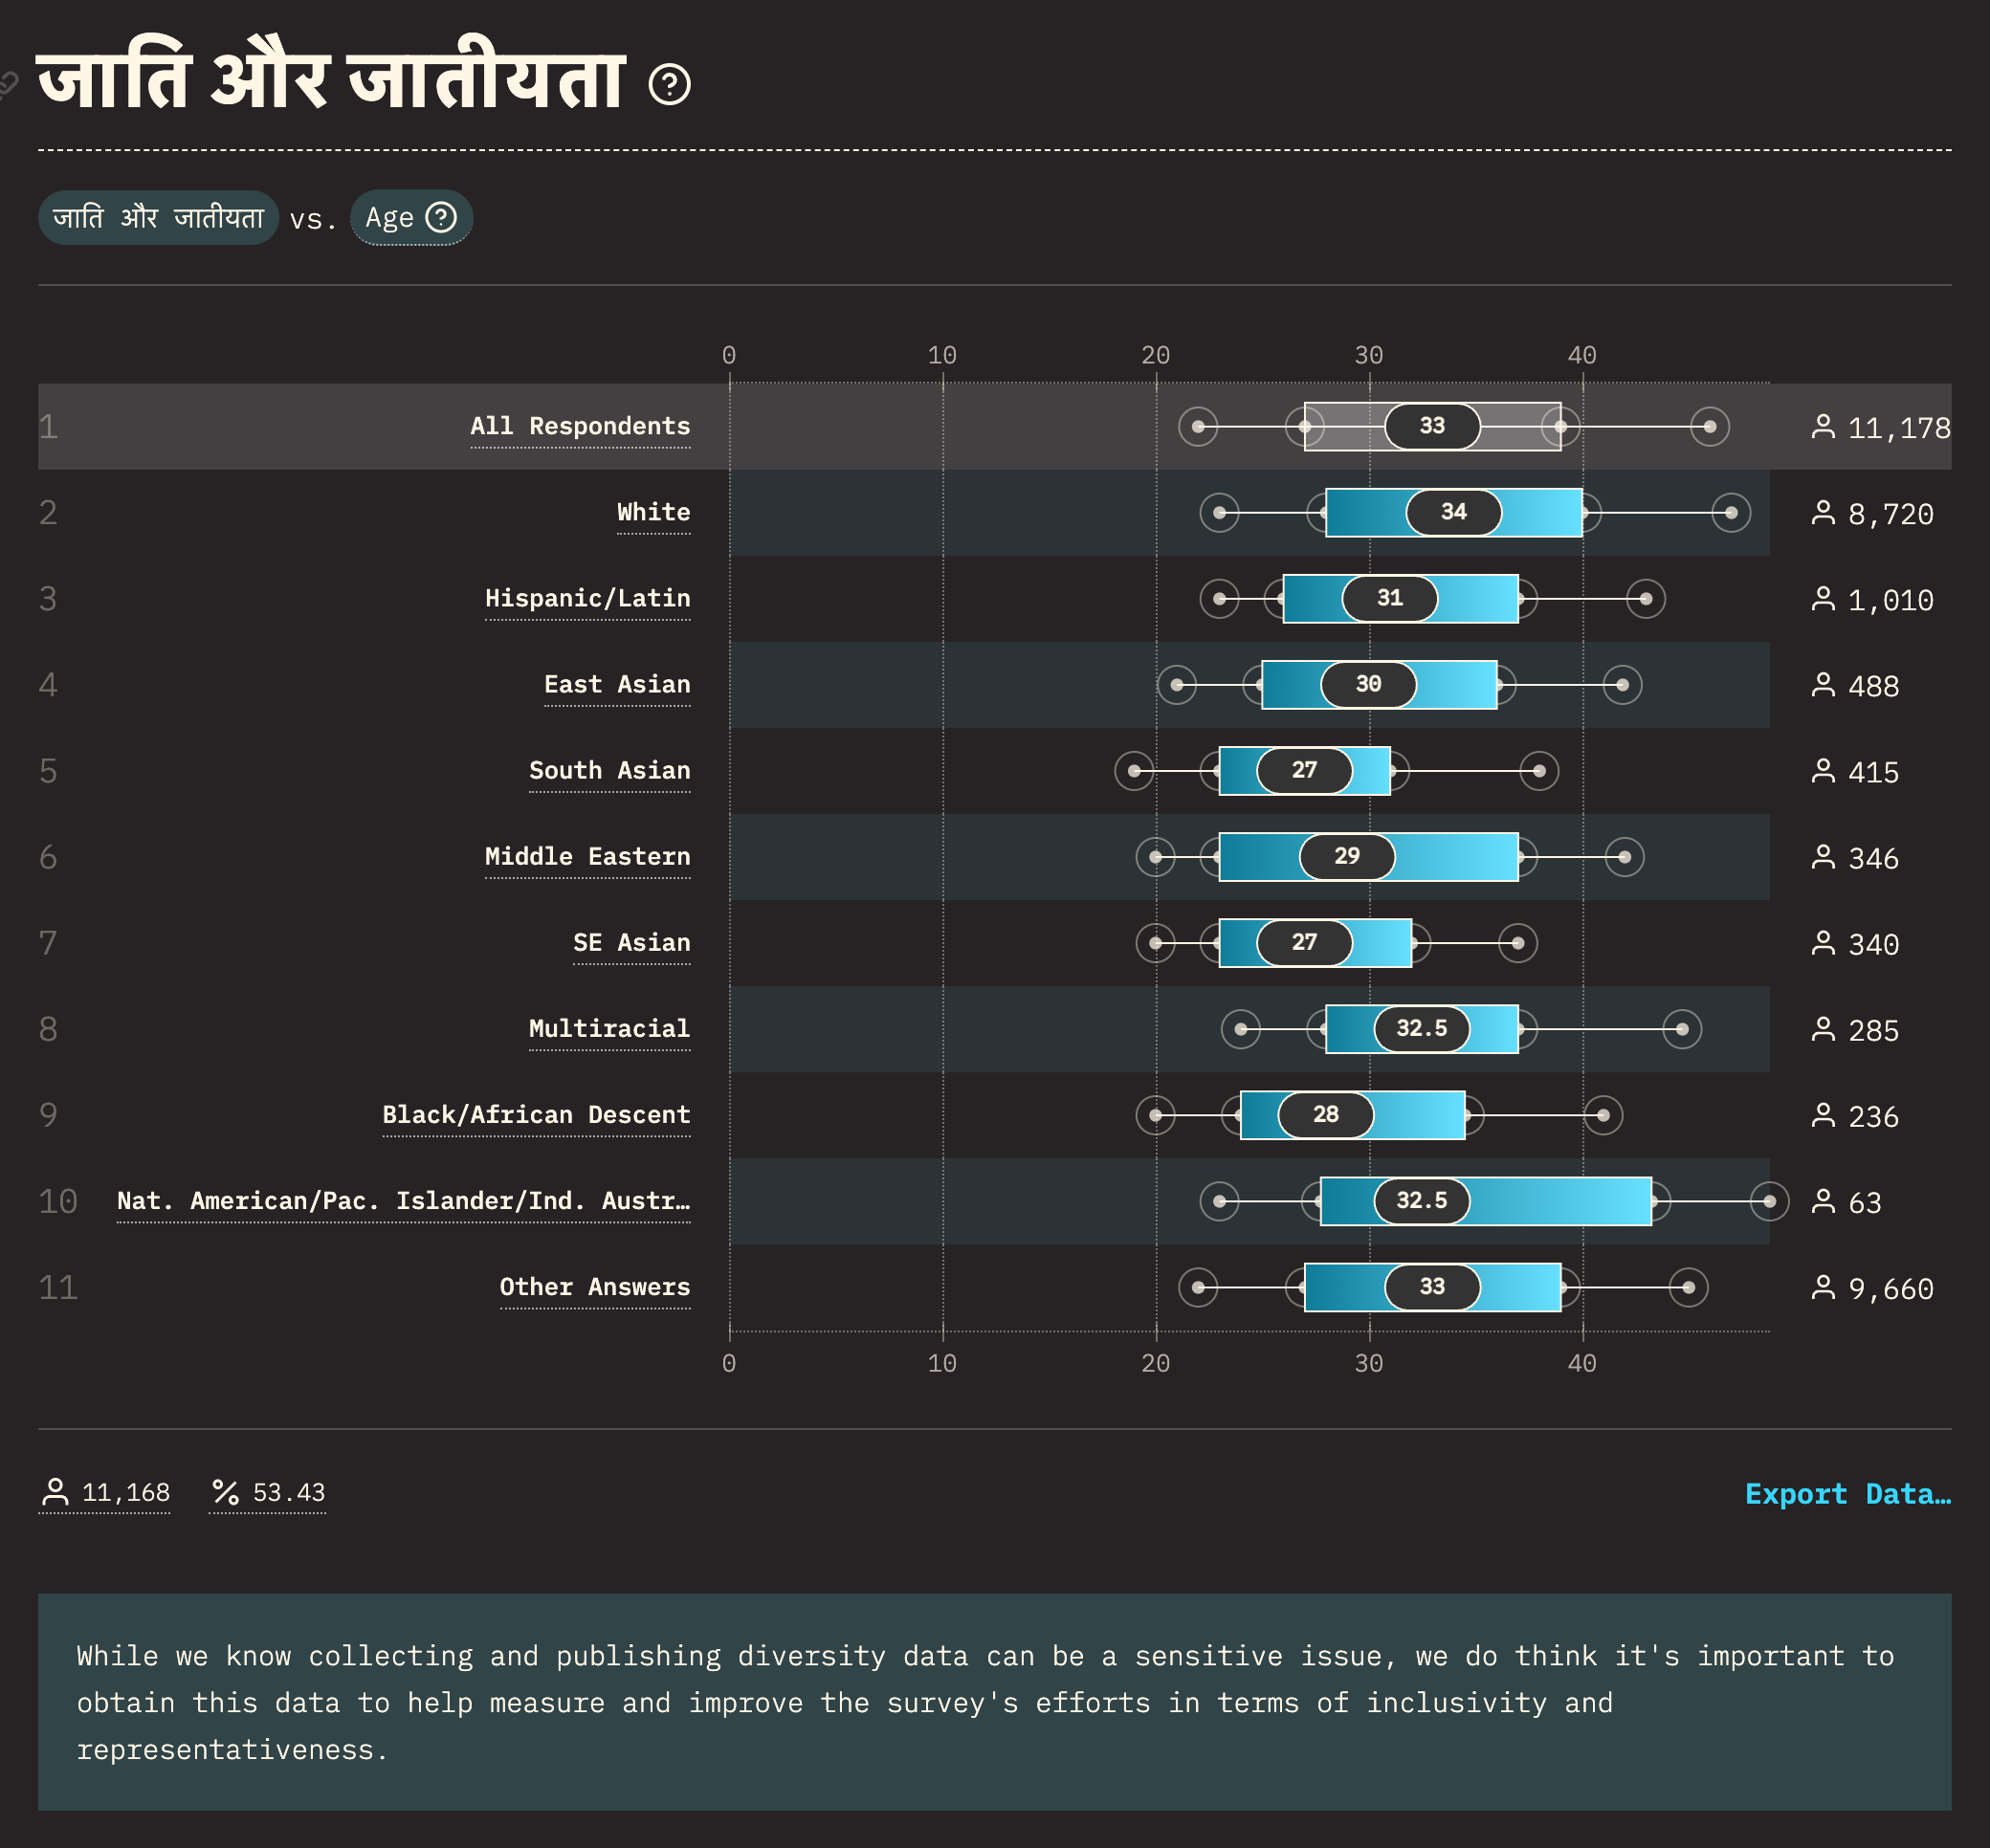 जाति और जातीयता
जाति और जातीयता vs. Age
0 10 20 30 40
1 All Respondents 33 11,178
2 White 34 8,720
3 Hispanic/Latin 31 1,010
4 East Asian 30 488
5 South Asian 27 415
6 Middle Eastern 29 346
7 SE Asian 27 340
8 Multiracial 32.5 285
9 Black/African Descent 28 236
10 Nat. American/Pac. Islander/Ind. Austr… 32.5 63
11 Other Answers 33 9,660
0 10 20 30 40
11,168 % 53.43 Export Data…
While we know collecting and publishing diversity data can be a sensitive issue, we do think it's important to
obtain this data to help measure and improve the survey's efforts in terms of inclusivity and
representativeness.